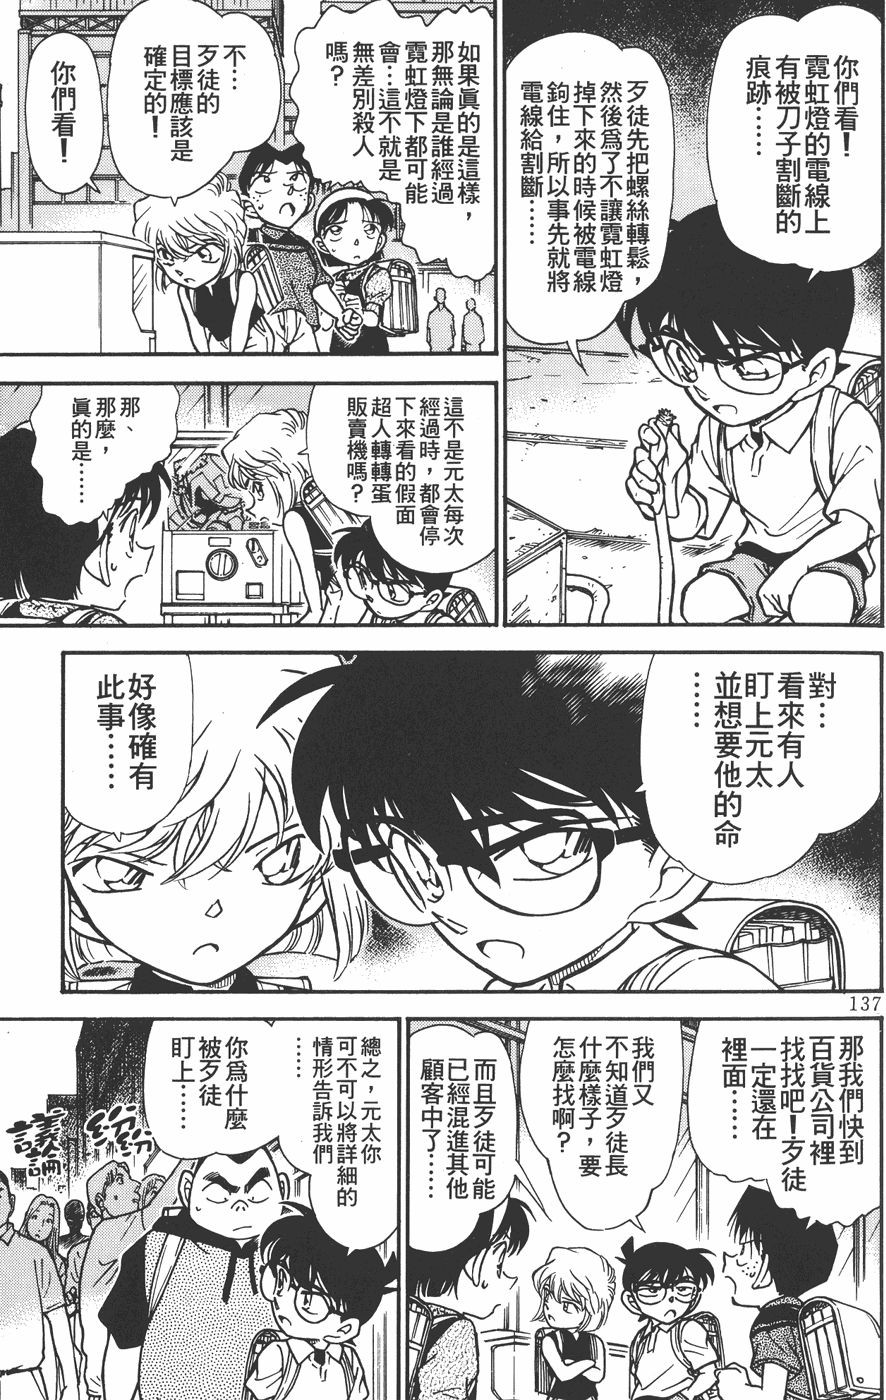 你們看!
霓虹燈的電線上
有被刀子割斷的
痕跡……
歹徒先把螺絲轉鬆,
然後爲了不讓霓虹燈
掉下來的時候被電線
鉤住,所以事先就將
電線給割斷……
如果眞的是這樣,
那無論是誰經過
霓虹燈下都可能
會…這不就是
無差別殺人
嗎?
不…
歹徒的
目標應該是
確定的!
你們看!
這不是元太每次
經過時,都會停
下來看的假面
超人轉轉蛋
販賣機嗎?
那、
那麼,
眞的是……
對…
看來有人
盯上元太
並想要他的命
……
好像確有
此事……
137
那我們快到
百貨公司裡
找找吧!歹徒
一定還在
裡面…
我們又
不知道歹徒長
什麼樣子,要
怎麼找啊?
而且歹徒可能
已經混進其他
顧客中了……
總之,元太你
可不可以將詳細的
情形告訴我們
……
你爲什麼
被歹徒
盯上……
議論
紛紛